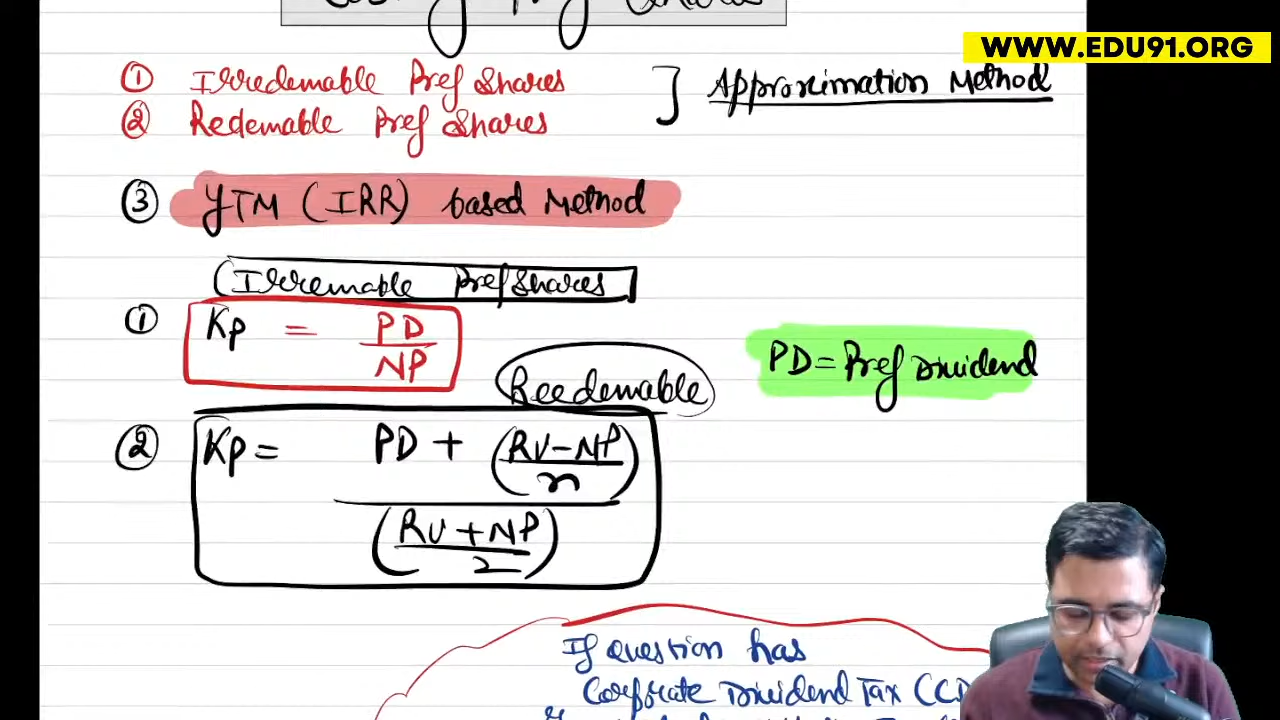 WWW.EDU91.ORG
① Irredemable Pref Shares
② Redemable Pref Shares
] Approximation Method
③ YTM (IRR) based Method
(Irremable Pref Shares
① Kp = PD / NP
Reedemable
PD = Pref Dividend
② Kp = PD + (RV-NP / n) / (RV+NP / 2)
If question has
Corporate Dividend Tax (CD